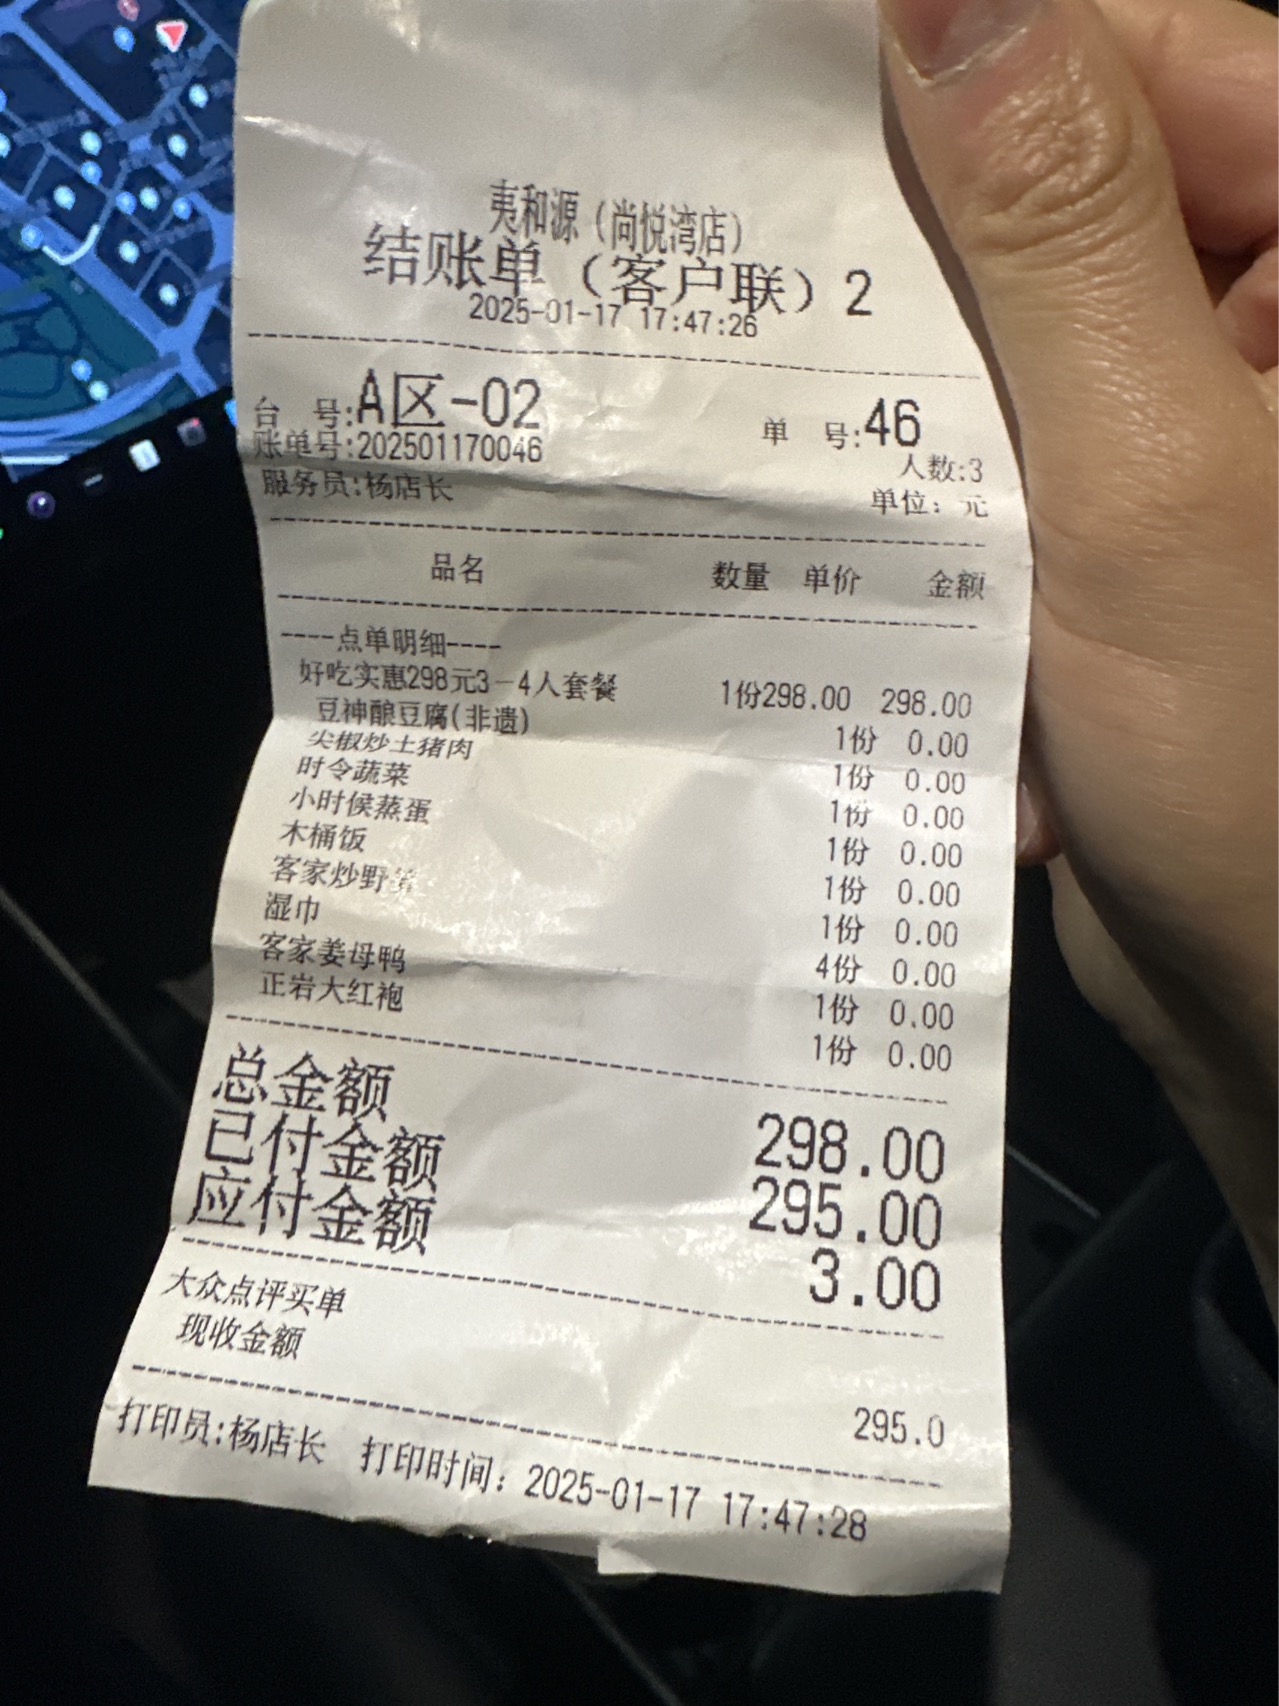 夷和源（尚悦湾店）
结账单（客户联）2
2025-01-17 17:47:26
台 号:A区-02 单 号:46
账单号:202501170046 人数:3
服务员:杨店长 单位：元
品名 数量 单价 金额
----点单明细----
好吃实惠298元3-4人套餐 1份298.00 298.00
豆神酿豆腐(非遗) 1份 0.00
尖椒炒土猪肉 1份 0.00
时令蔬菜 1份 0.00
小时候蒸蛋 1份 0.00
木桶饭 1份 0.00
客家炒野 1份 0.00
湿巾 4份 0.00
客家姜母鸭 1份 0.00
正岩大红袍 1份 0.00
总金额 298.00
已付金额 295.00
应付金额 3.00
大众点评买单
现收金额 295.0
打印员:杨店长 打印时间：2025-01-17 17:47:28